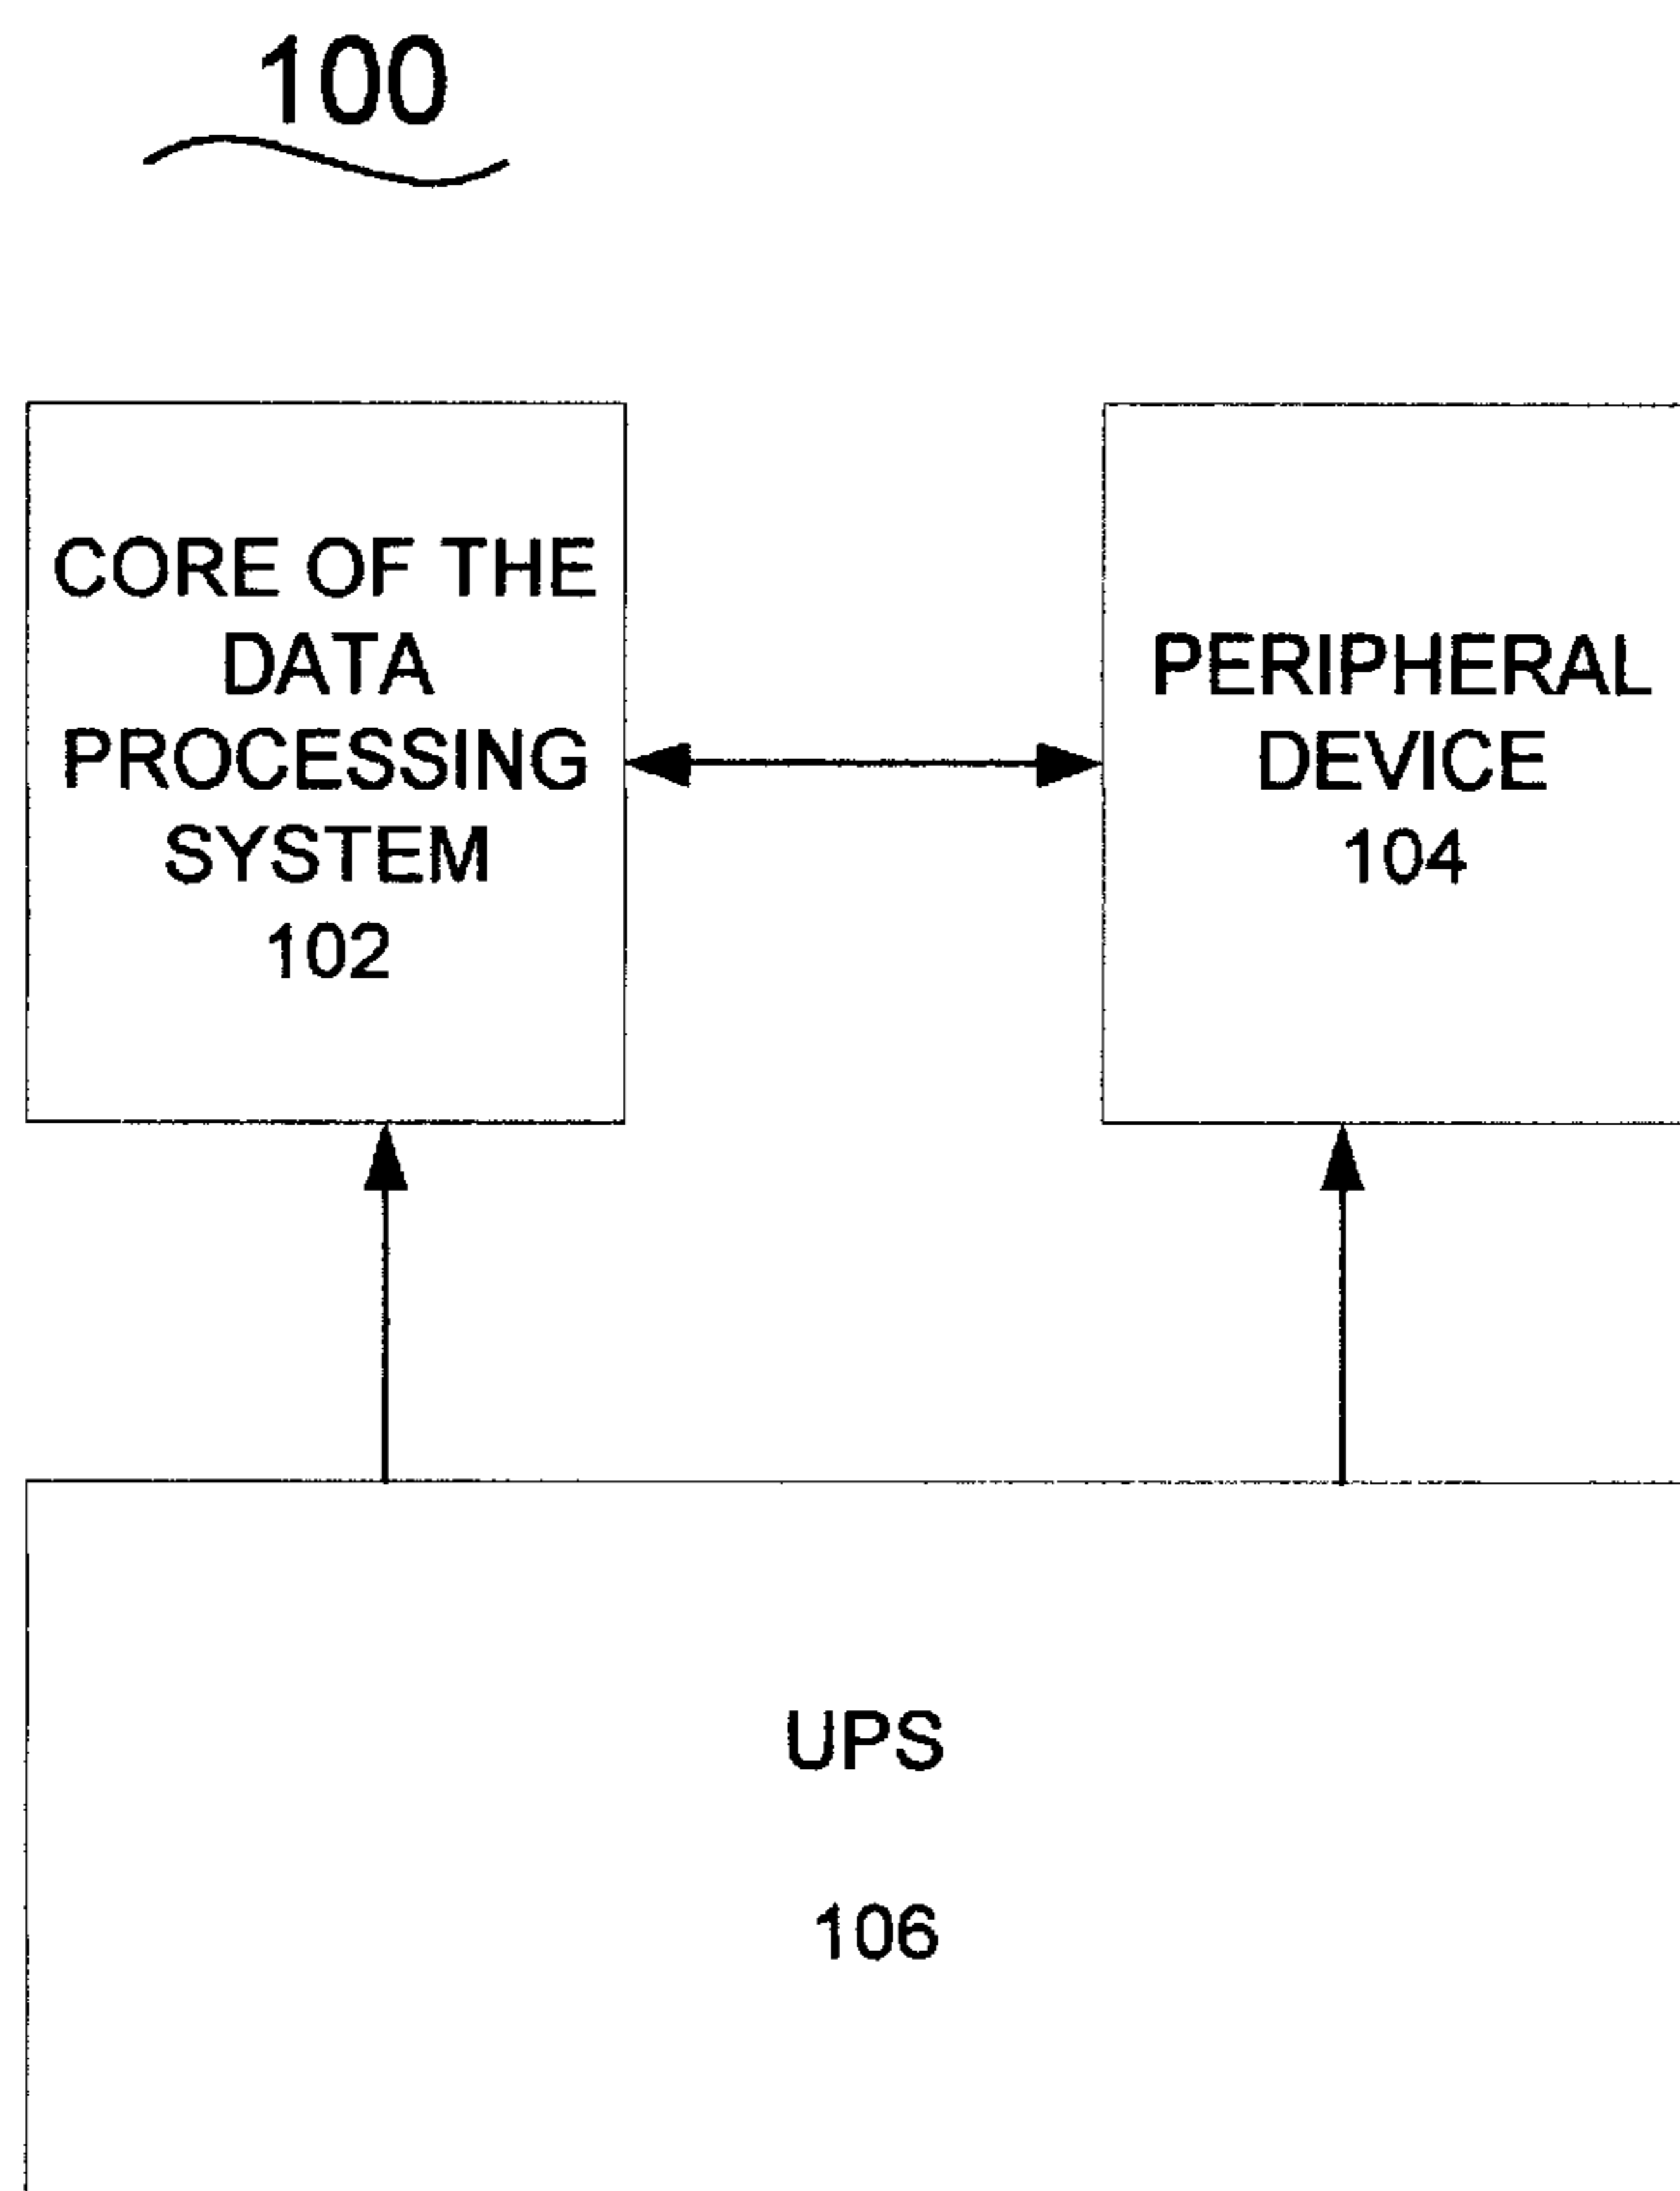 100
CORE OF THE
DATA
PROCESSING
SYSTEM
102
PERIPHERAL
DEVICE
104
UPS
106